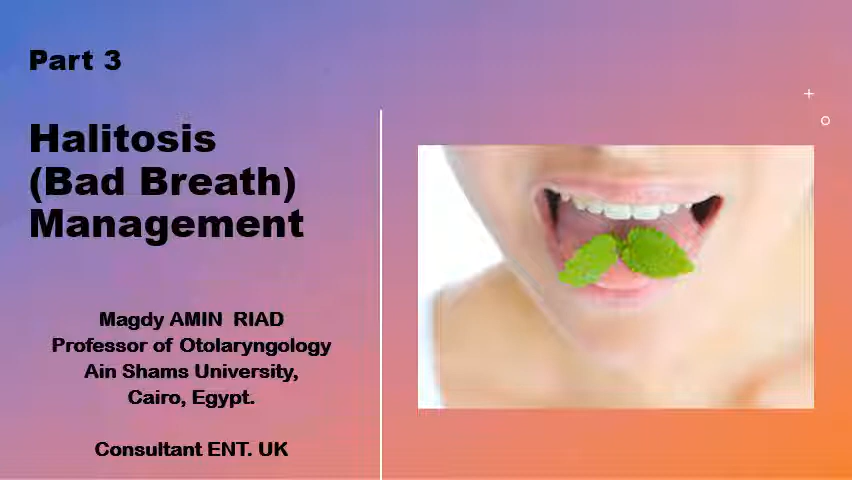 Part 3
Halitosis
(Bad Breath)
Management
Magdy AMIN RIAD
Professor of Otolaryngology
Ain Shams University,
Cairo, Egypt.
Consultant ENT. UK